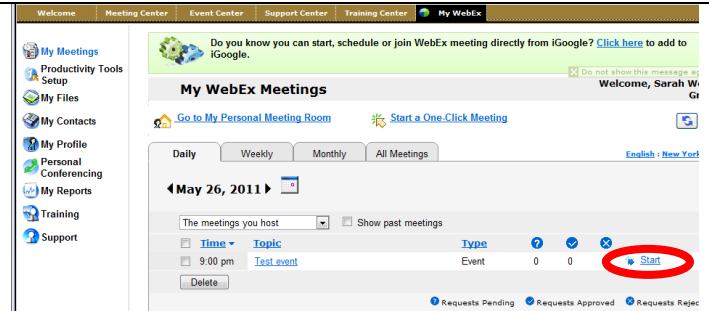 Welcome Meeting Center Event Center Support Center Training Center My WebEx
Do you know you can start, schedule or join WebEx meeting directly from iGoogle? Click here to add to
iGoogle.
Do not show this message ag
My Meetings
Productivity Tools
Setup
My Files
My Contacts
My Profile
Personal
Conferencing
My Reports
Training
Support
My WebEx Meetings
Welcome, Sarah W
Go to My Personal Meeting Room Start a One-Click Meeting
Daily Weekly Monthly All Meetings
English : New York
May 26, 2011
The meetings you host Show past meetings
Time Topic Type
9:00 pm Test event Event 0 0 Start
Delete
Requests Pending Requests Approved Requests Rejec